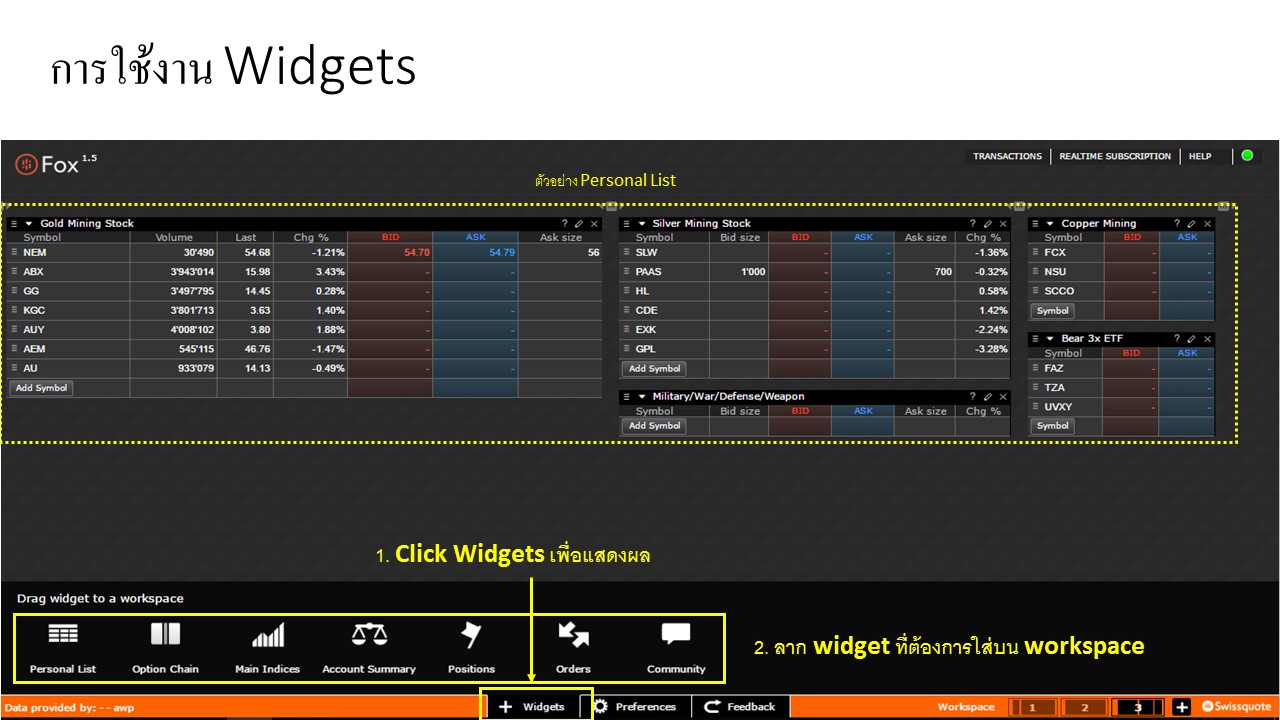 การใช้งาน Widgets
Fox 1.5
TRANSACTIONS REALTIME SUBSCRIPTION HELP
ตัวอย่าง Personal List
Gold Mining Stock ?
Symbol Volume Last Chg % BID ASK Ask size
NEM 30'490 54.68 -1.21% 54.70 54.79 56
ABX 3'943'014 15.98 3.43% - -
GG 3'497'795 14.45 0.28% - -
KGC 3'801'713 3.63 1.40% - -
AUY 4'008'102 3.80 1.88% - -
AEM 545'115 46.76 -1.47% - -
AU 933'079 14.13 -0.49% - -
Add Symbol
Silver Mining Stock ?
Symbol Bid size BID ASK Ask size Chg %
SLW - - -1.36%
PAAS 1'000 - - 700 -0.32%
HL - - 0.58%
CDE - - 1.42%
EXK - - -2.24%
GPL - - -3.28%
Add Symbol
Military/War/Defense/Weapon ?
Symbol Bid size BID ASK Ask size Chg %
Add Symbol
Copper Mining ?
Symbol BID ASK
FCX - -
NSU - -
SCCO - -
Symbol
Bear 3x ETF ?
Symbol BID ASK
FAZ - -
TZA - -
UVXY - -
Symbol
1. Click Widgets เพื่อแสดงผล
Drag widget to a workspace
Personal List Option Chain Main Indices Account Summary Positions Orders Community
2. ลาก widget ที่ต้องการใส่บน workspace
Data provided by: - - awp
+ Widgets Preferences Feedback
Workspace 1 2 3 + Swissquote